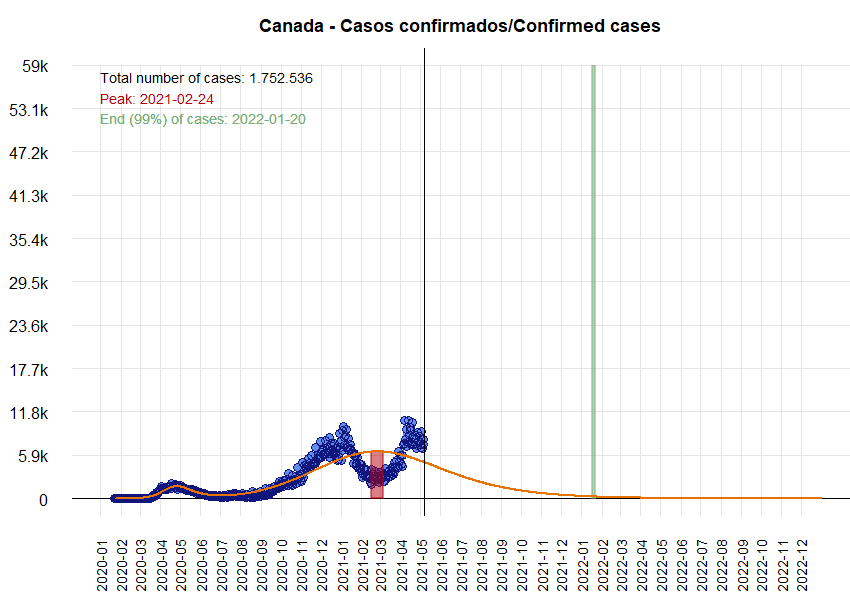 Canada - Casos confirmados/Confirmed cases
59k
Total number of cases: 1.752.536
Peak: 2021-02-24
End (99%) of cases: 2022-01-20
53.1k
47.2k
41.3k
35.4k
29.5k
23.6k
17.7k
11.8k
5.9k
0
2020-01
2020-02
2020-03
2020-04
2020-05
2020-06
2020-07
2020-08
2020-09
2020-10
2020-11
2020-12
2021-01
2021-03
2021-04
2021-05
2021-06
2021-07
2021-08
2021-09
2021-10
2021-11
2021-12
2022-01
2022-02
2022-03
2022-04
2022-05
2022-06
2022-07
2022-08
2022-09
2022-10
2022-11
2022-12